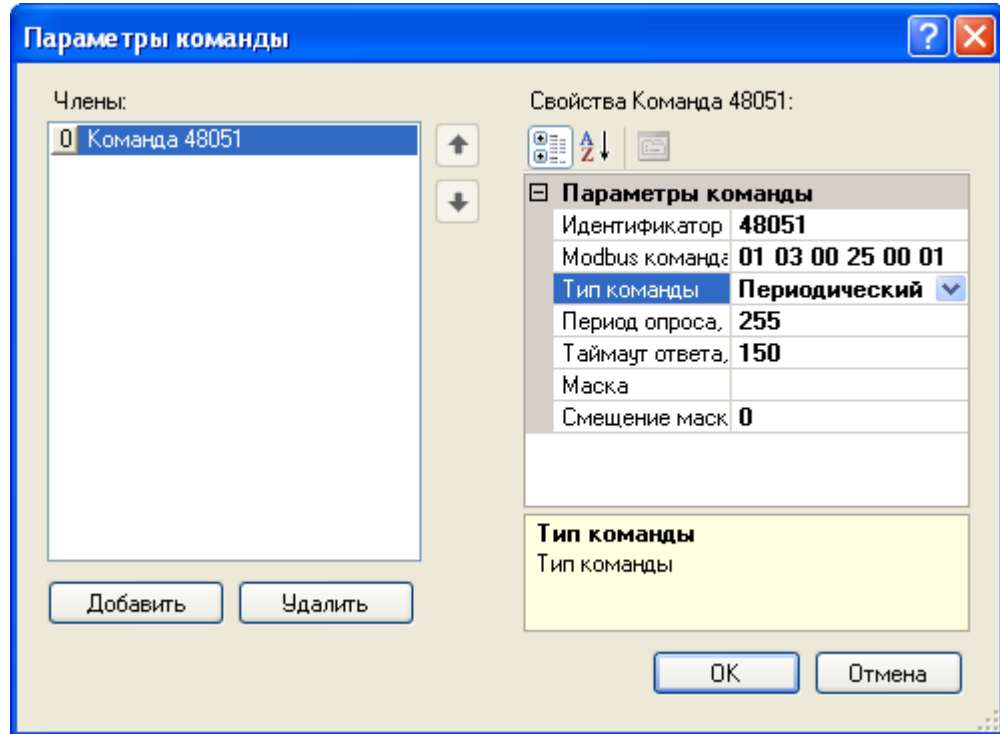 Параметры команды
Члены:
0 Команда 48051
Добавить
Удалить
Свойства Команда 48051:
Параметры команды
Идентификатор 48051
Modbus команда 01 03 00 25 00 01
Тип команды Периодический
Период опроса, 255
Таймаут ответа, 150
Маска
Смещение маск 0
Тип команды
Тип команды
OK
Отмена